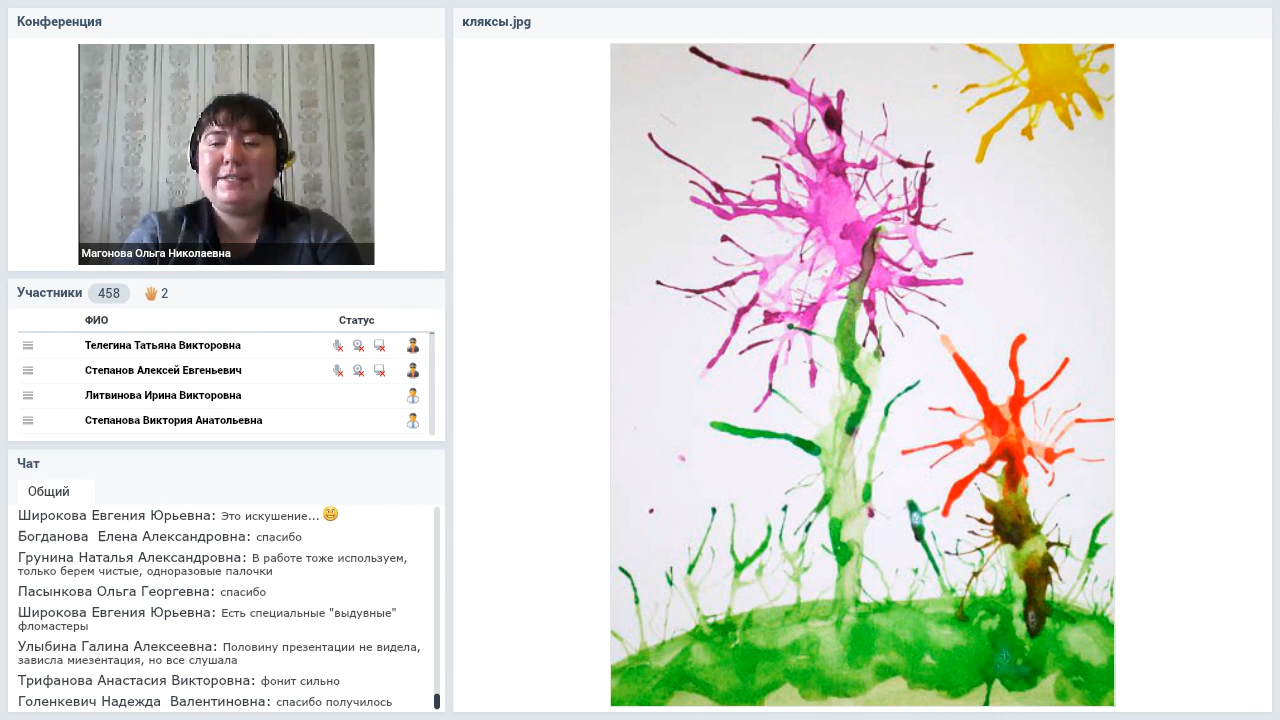 Конференция
Магонова Ольга Николаевна
Участники 458 2
ФИО Статус
Телегина Татьяна Викторовна
Степанов Алексей Евгеньевич
Литвинова Ирина Викторовна
Степанова Виктория Анатольевна
Чат
Общий
Широкова Евгения Юрьевна: Это искушение...
Богданова Елена Александровна: спасибо
Грунина Наталья Александровна: В работе тоже используем,
только берем чистые, одноразовые палочки
Пасынкова Ольга Георгевна: спасибо
Широкова Евгения Юрьевна: Есть специальные "выдувные"
фломастеры
Улыбина Галина Алексеевна: Половину презентации не видела,
зависла миезентация, но все слушала
Трифанова Анастасия Викторовна: фонит сильно
Голенкевич Надежда Валентиновна: спасибо получилось
кляксы.jpg